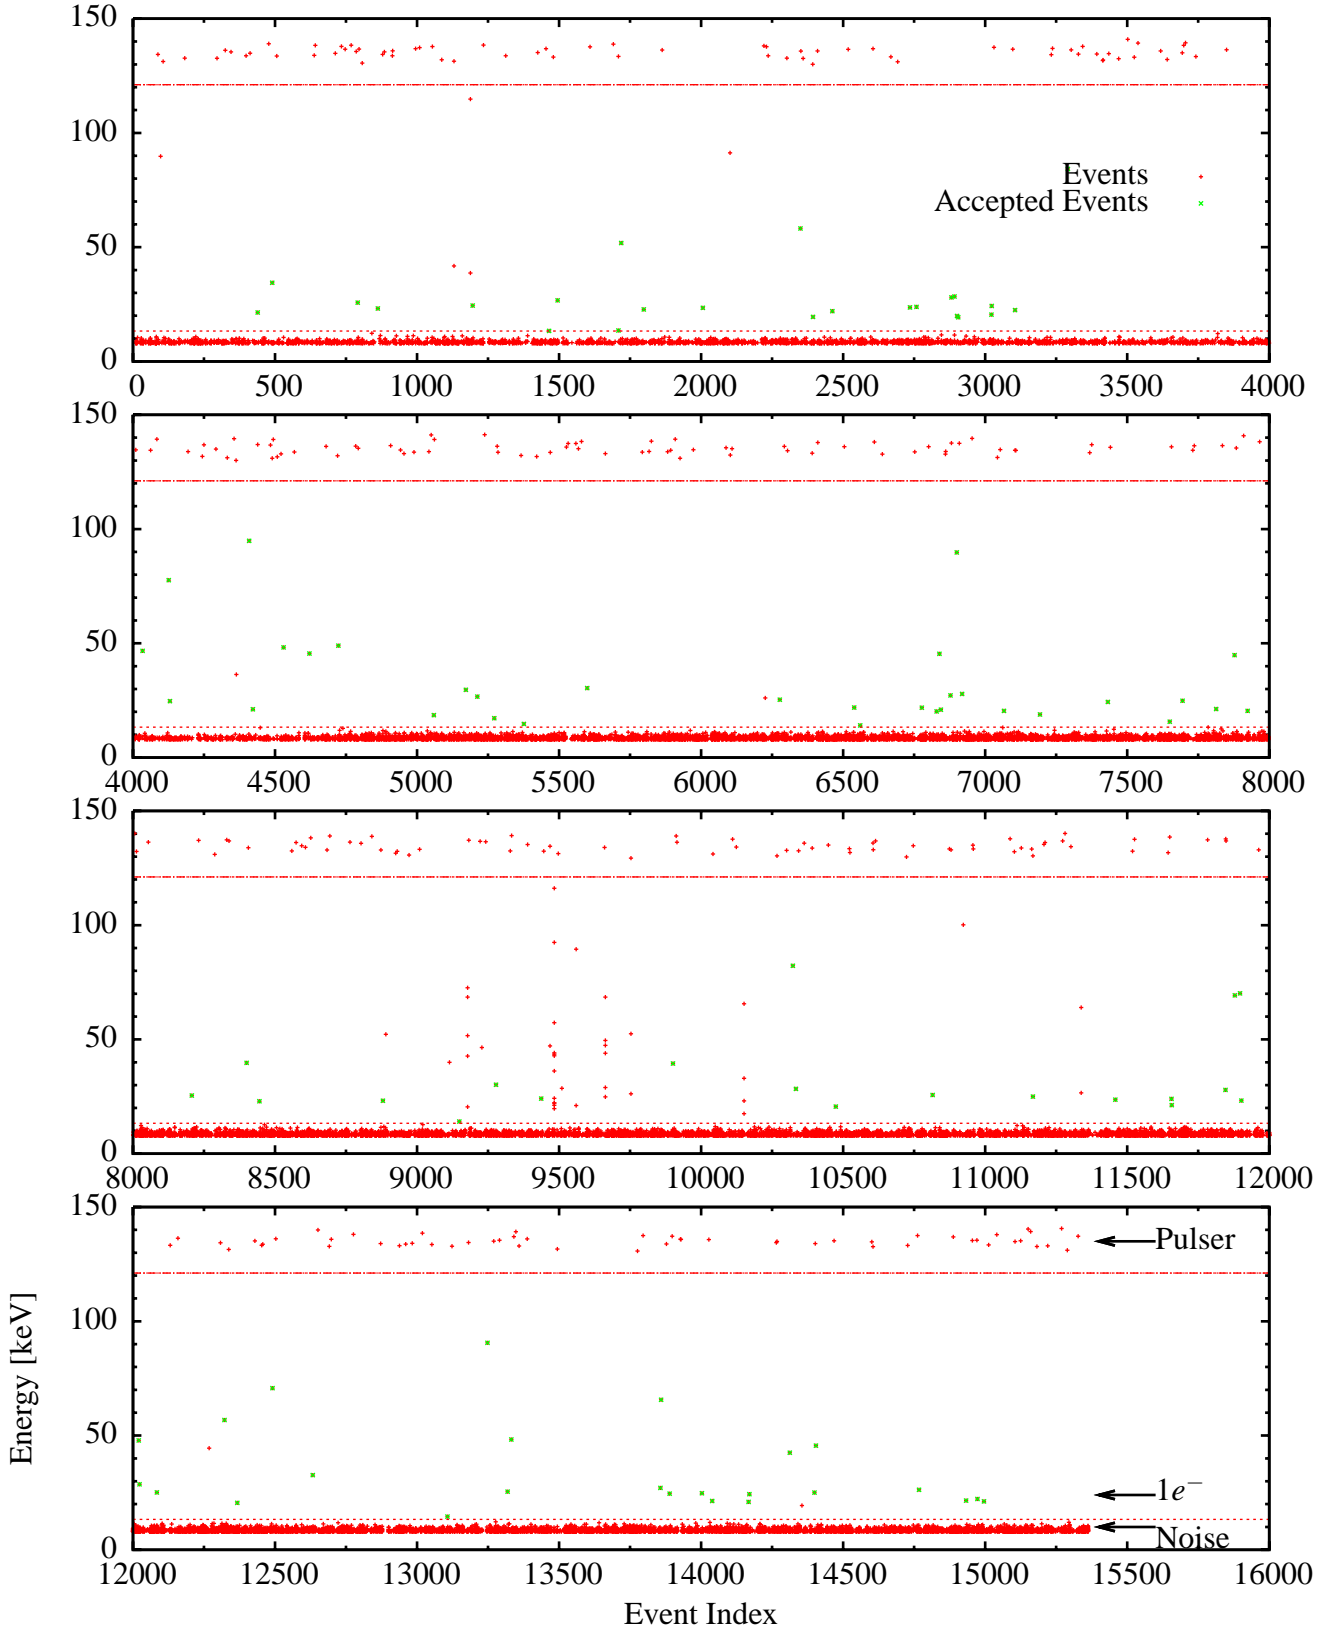 150
100
Events
Accepted Events
50
0
0 500 1000 1500 2000 2500 3000 3500 4000
150
100
50
0
4000 4500 5000 5500 6000 6500 7000 7500 8000
150
100
50
0
8000 8500 9000 9500 10000 10500 11000 11500 12000
150
Pulser
100
Energy [keV]
50
1e−
Noise
0
12000 12500 13000 13500 14000 14500 15000 15500 16000
Event Index